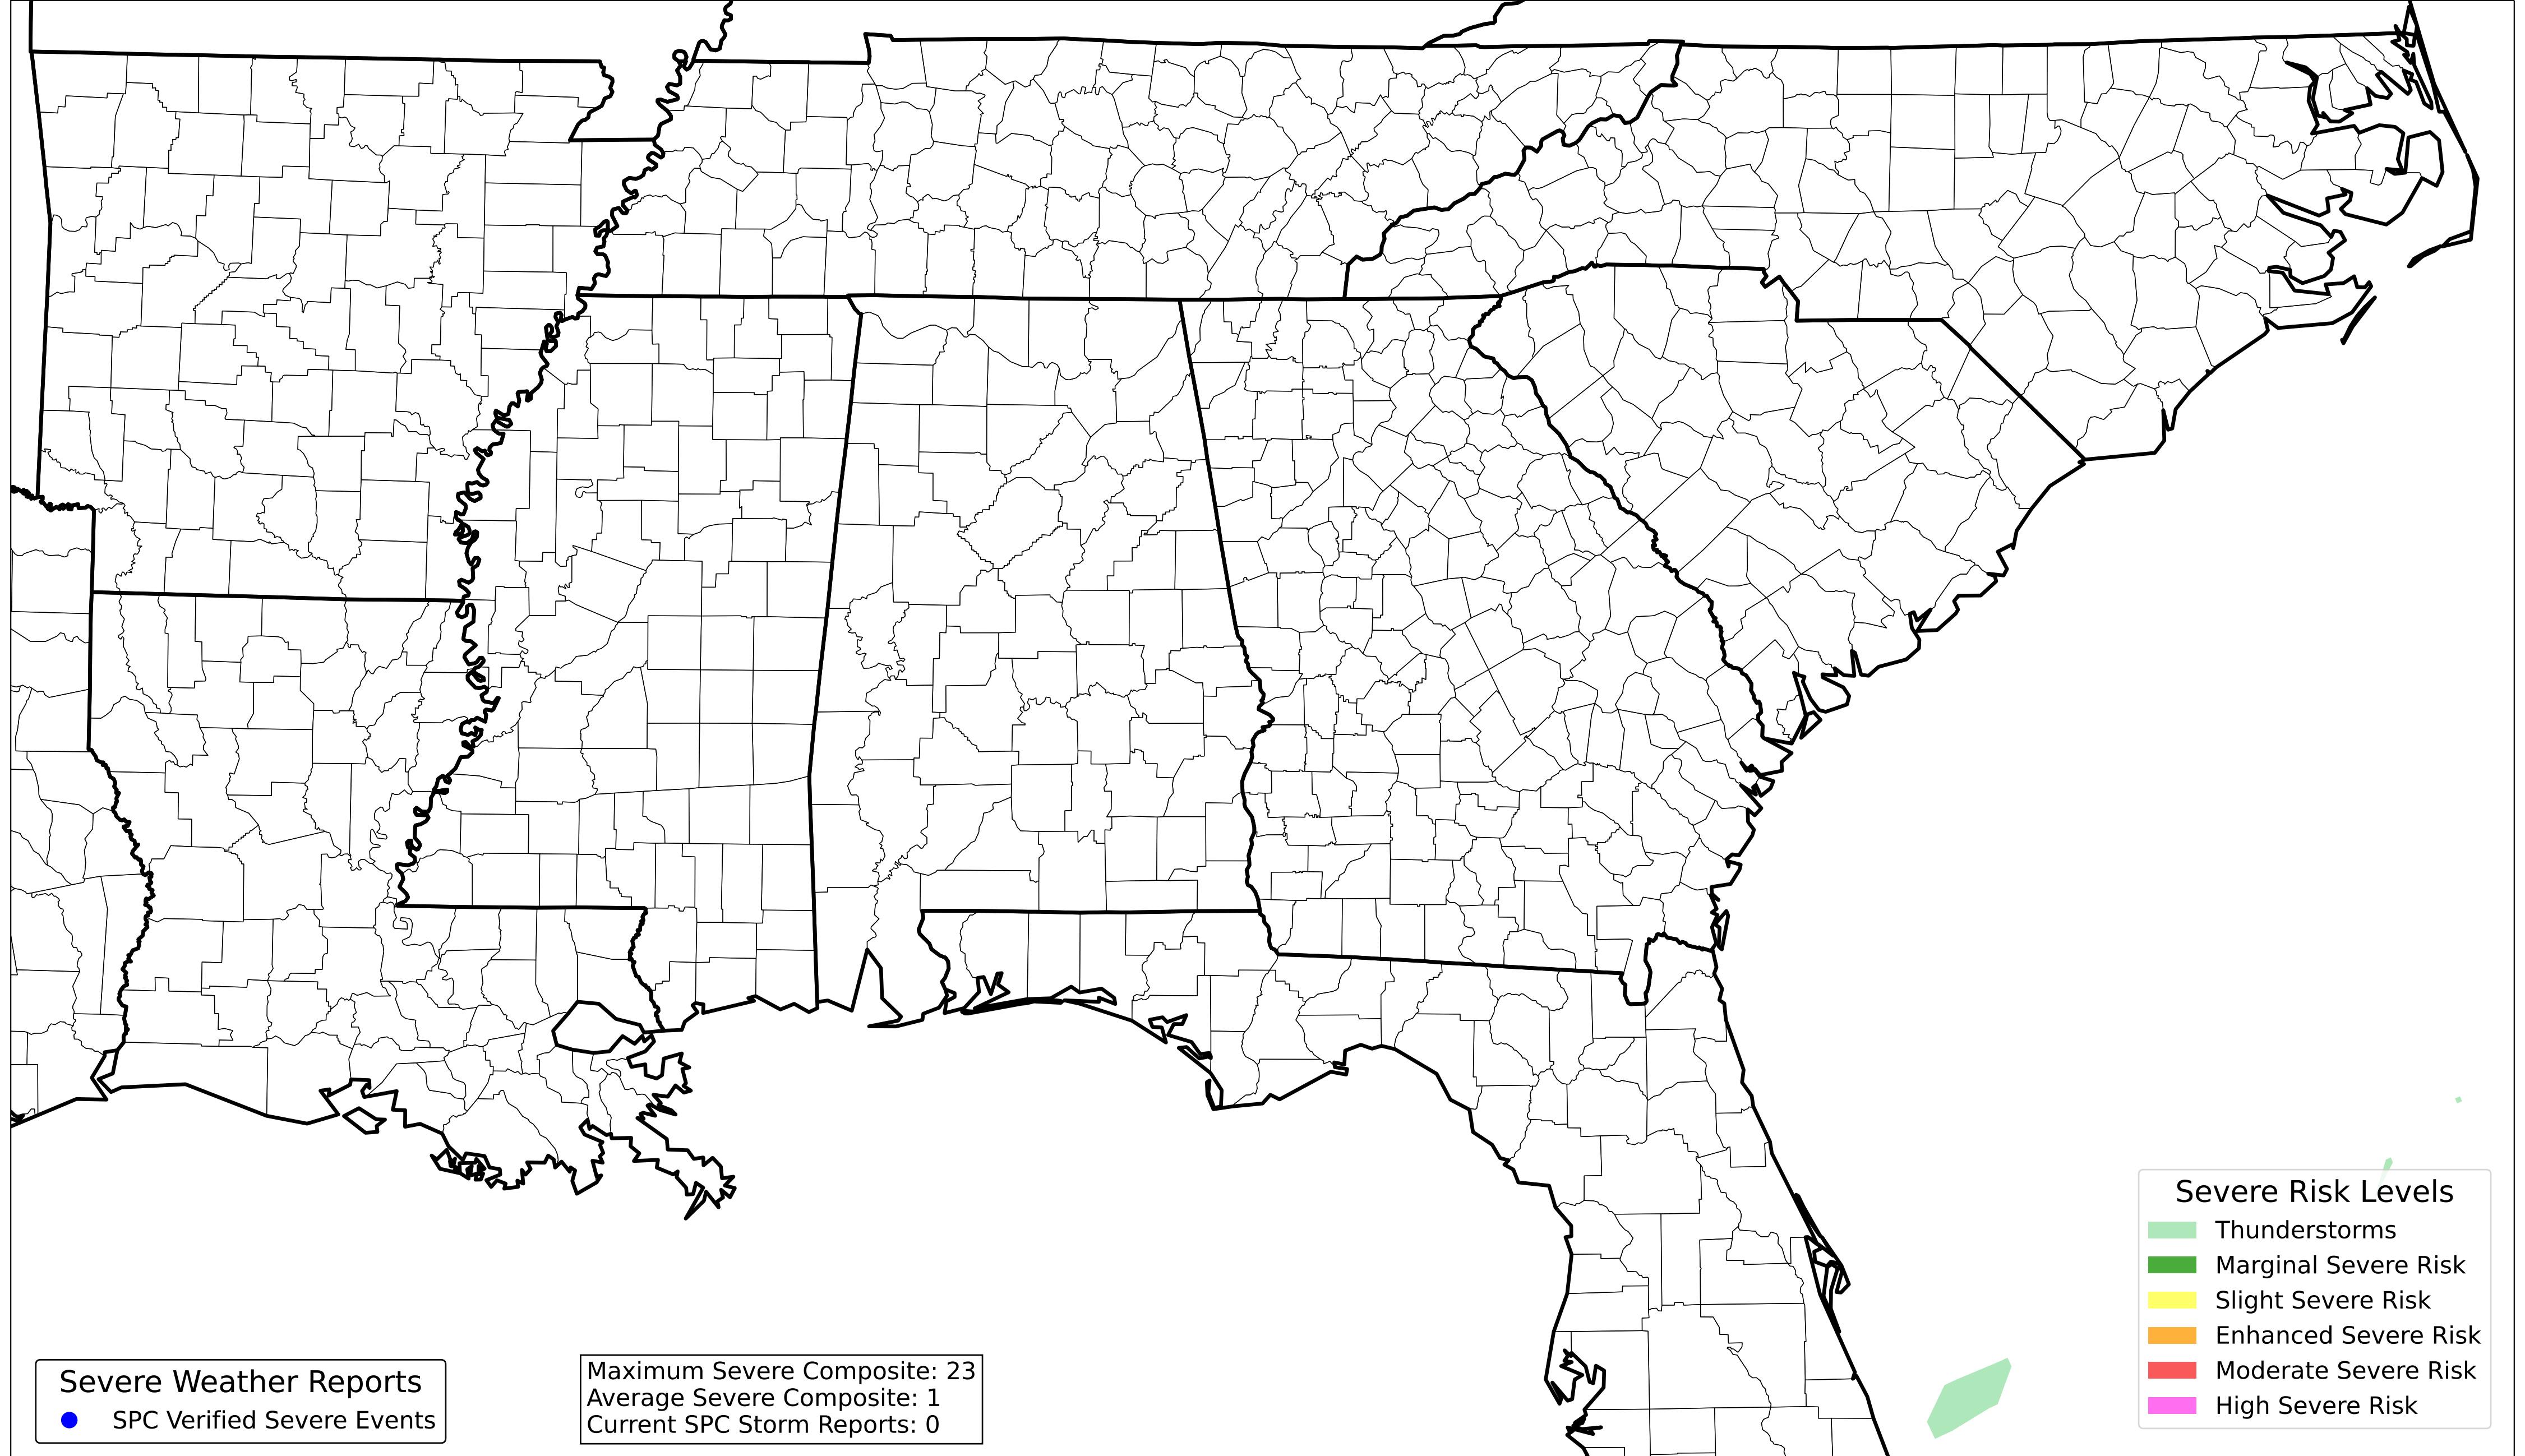 Severe Risk Levels
Thunderstorms
Marginal Severe Risk
Slight Severe Risk
Enhanced Severe Risk
Moderate Severe Risk
High Severe Risk
Severe Weather Reports
SPC Verified Severe Events
Maximum Severe Composite: 23
Average Severe Composite: 1
Current SPC Storm Reports: 0